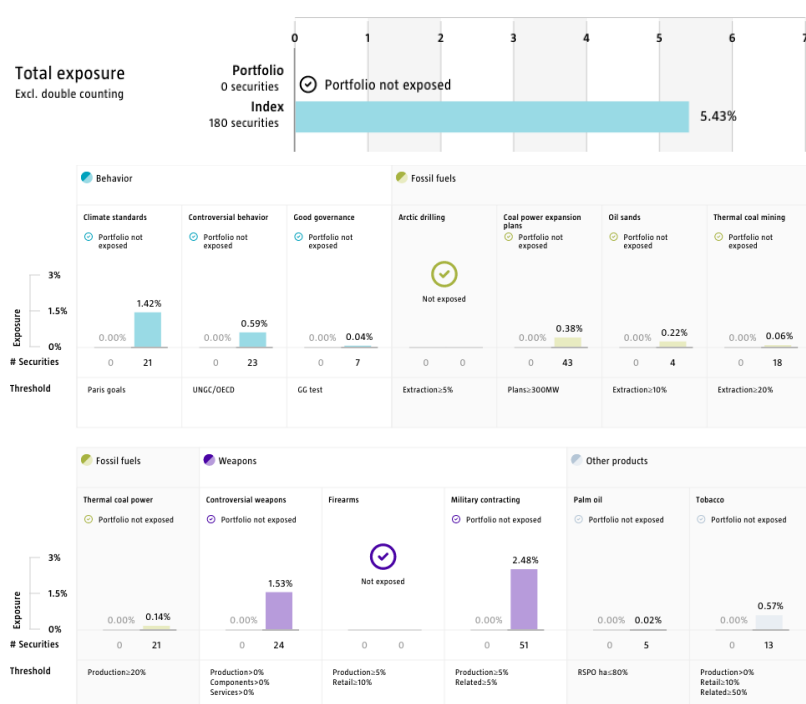 0 1 2 3 4 5 6 7
Total exposure
Excl. double counting
Portfolio
0 securities
Portfolio not exposed
Index
180 securities
5.43%
Behavior
Fossil fuels
Climate standards
Controversial behavior
Good governance
Arctic drilling
Coal power expansion
plans
Oil sands
Thermal coal mining
Portfolio not
exposed
Portfolio not
exposed
Portfolio not
exposed
Not exposed
Portfolio not
exposed
Portfolio not
exposed
Portfolio not
exposed
Exposure
3%
1.5%
0%
0.00% 1.42%
0.00% 0.59%
0.00% 0.04%
0.00% 0.38%
0.00% 0.22%
0.00% 0.06%
# Securities 0 21 0 23 0 7 0 0 0 43 0 4 0 18
Threshold Paris goals UNGC/OECD GG test Extraction≥5% Plans≥300MW Extraction≥10% Extraction≥20%
Fossil fuels
Weapons
Other products
Thermal coal power
Controversial weapons
Firearms
Military contracting
Palm oil
Tobacco
Portfolio not exposed
Portfolio not exposed
Not exposed
Portfolio not exposed
Portfolio not exposed
Portfolio not exposed
Exposure
3%
1.5%
0%
0.00% 0.14%
0.00% 1.53%
0.00% 2.48%
0.00% 0.02%
0.00% 0.57%
# Securities 0 21 0 24 0 0 0 51 0 5 0 13
Threshold
Production≥20%
Production>0%
Components>0%
Services>0%
Production≥5%
Retail≥10%
Production≥5%
Related≥5%
RSPO ha≤80%
Production>0%
Retail≥10%
Related≥50%